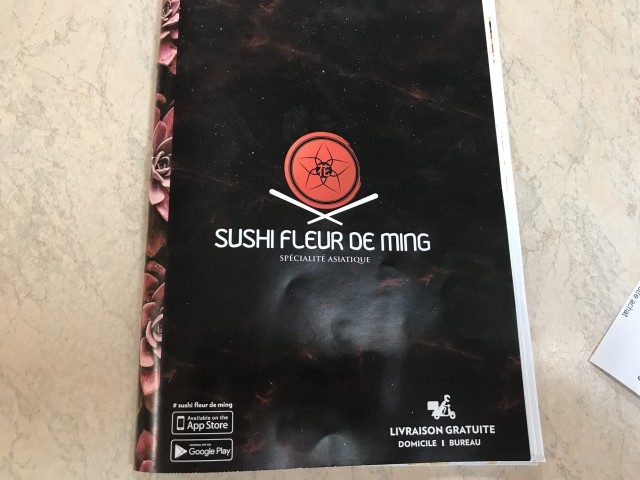 SUSHI FLEUR DE MING
SPÉCIALITÉ ASIATIQUE
# sushi fleur de ming
Available on the
App Store
Google Play
LIVRAISON GRATUITE
DOMICILE I BUREAU
achat